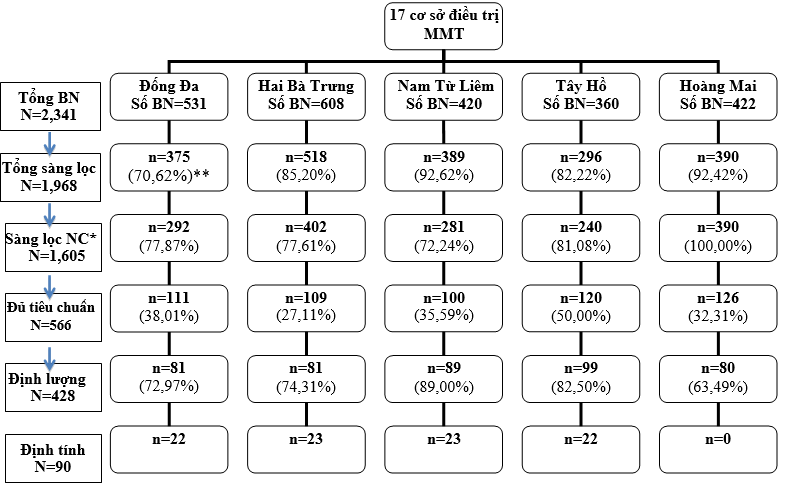 17 cơ sở điều trị
MMT
Tổng BN
N=2,341
Đống Đa
Số BN=531
Hai Bà Trưng
Số BN=608
Nam Từ Liêm
Số BN=420
Tây Hồ
Số BN=360
Hoàng Mai
Số BN=422
Tổng sàng lọc
N=1,968
n=375
(70,62%)**
n=518
(85,20%)
n=389
(92,62%)
n=296
(82,22%)
n=390
(92,42%)
Sàng lọc NC*
N=1,605
n=292
(77,87%)
n=402
(77,61%)
n=281
(72,24%)
n=240
(81,08%)
n=390
(100,00%)
Đủ tiêu chuẩn
N=566
n=111
(38,01%)
n=109
(27,11%)
n=100
(35,59%)
n=120
(50,00%)
n=126
(32,31%)
Định lượng
N=428
n=81
(72,97%)
n=81
(74,31%)
n=89
(89,00%)
n=99
(82,50%)
n=80
(63,49%)
Định tính
N=90
n=22
n=23
n=23
n=22
n=0